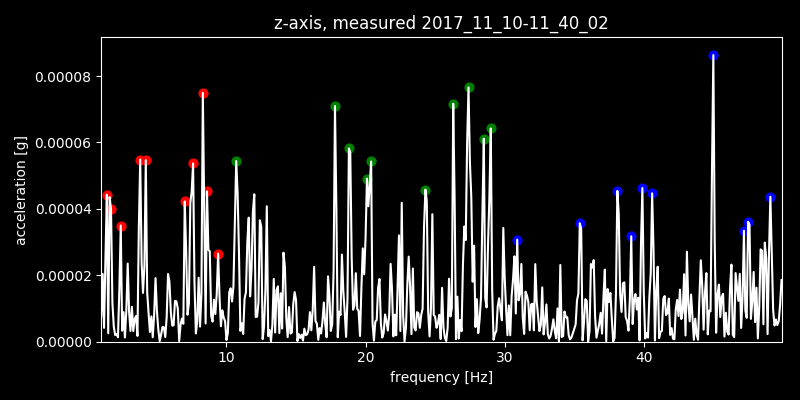 z-axis, measured 2017_11_10-11_40_02
0.00008
0.00006
0.00004
0.00002
0.00000
acceleration [g]
10 20 30 40
frequency [Hz]